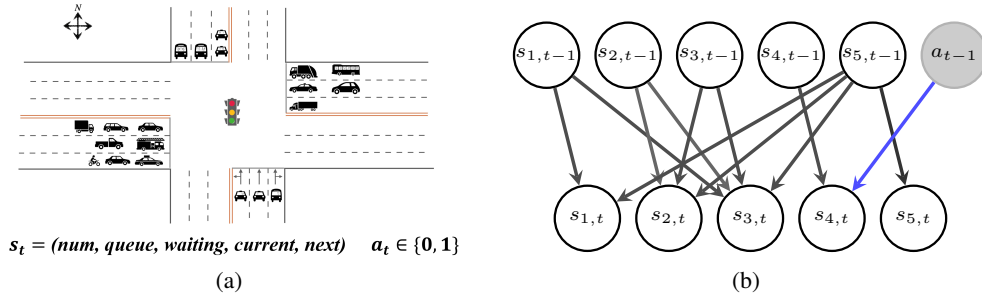 N
s_{1,t−1} s_{2,t−1} s_{3,t−1} s_{4,t−1} s_{5,t−1} a_{t−1}
s_{1,t} s_{2,t} s_{3,t} s_{4,t} s_{5,t}
s_t = (num, queue, waiting, current, next) a_t ∈ {0, 1}
(a) (b)